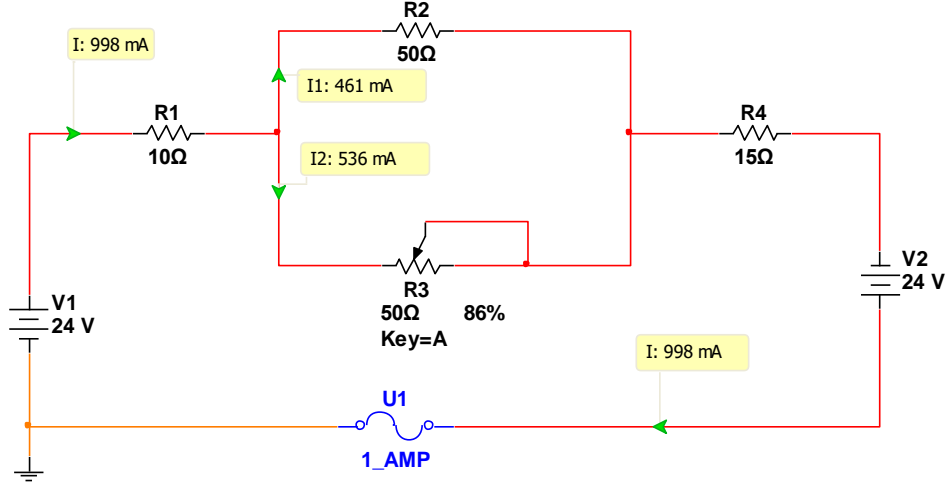 R2
50Ω
I: 998 mA
I1: 461 mA
R1
10Ω
R4
15Ω
I2: 536 mA
V2
24 V
R3
50Ω 86%
Key=A
V1
24 V
I: 998 mA
U1
1_AMP